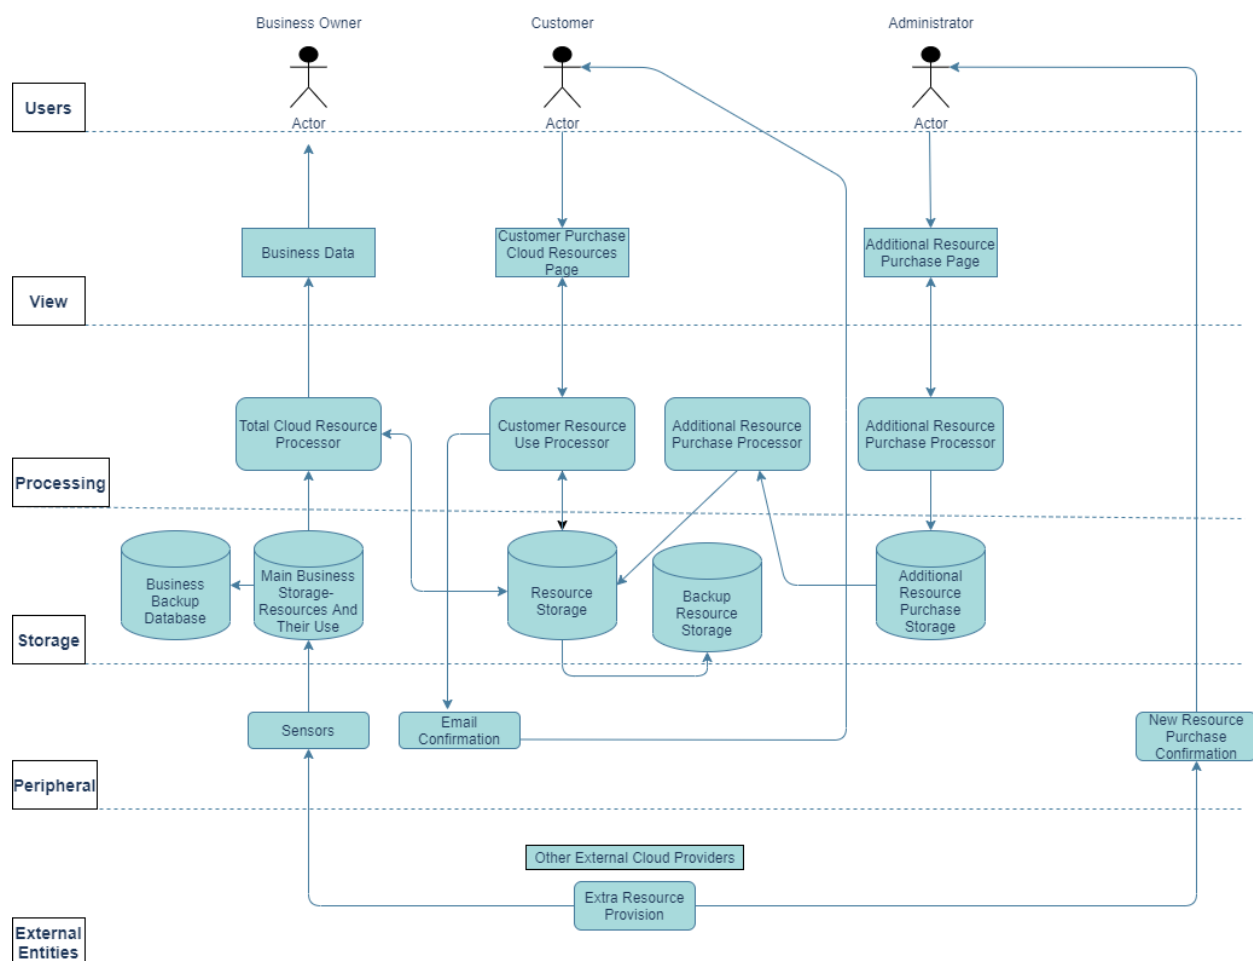 Business Owner
Customer
Administrator
Users
Actor
Actor
Actor
Business Data
Customer Purchase
Cloud Resources
Page
Additional Resource
Purchase Page
View
Total Cloud Resource
Processor
Customer Resource
Use Processor
Additional Resource
Purchase Processor
Additional Resource
Purchase Processor
Processing
Business
Backup
Database
Main Business
Storage-
Resources And
Their Use
Resource
Storage
Backup
Resource
Storage
Additional
Resource
Purchase
Storage
Storage
Sensors
Email
Confirmation
New Resource
Purchase
Confirmation
Peripheral
Other External Cloud Providers
Extra Resource
Provision
External
Entities